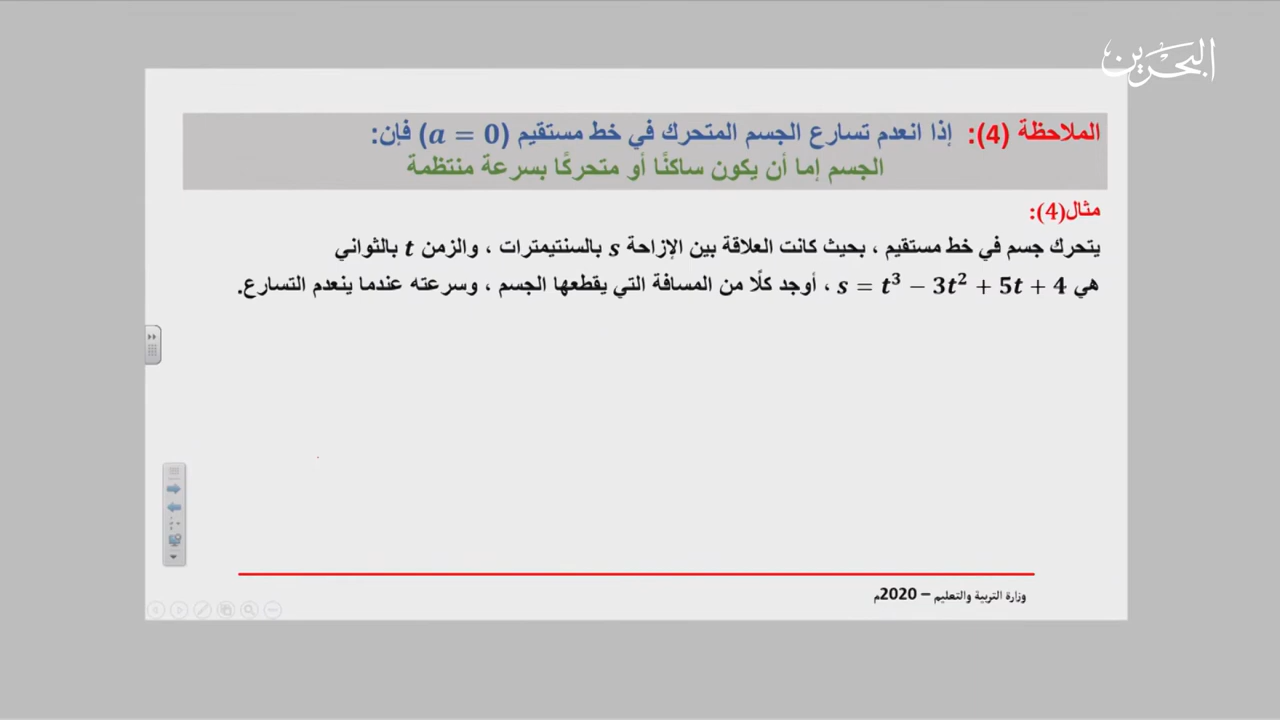 البحرين
الملاحظة (4): إذا انعدم تسارع الجسم المتحرك في خط مستقيم (a = 0) فإن:
الجسم إما أن يكون ساكنًا أو متحركًا بسرعة منتظمة
مثال(4):
يتحرك جسم في خط مستقيم ، بحيث كانت العلاقة بين الإزاحة s بالسنتيمترات ، والزمن t بالثواني
هي s = t³ − 3t² + 5t + 4 ، أوجد كلًا من المسافة التي يقطعها الجسم ، وسرعته عندما ينعدم التسارع.
وزارة التربية والتعليم – 2020م